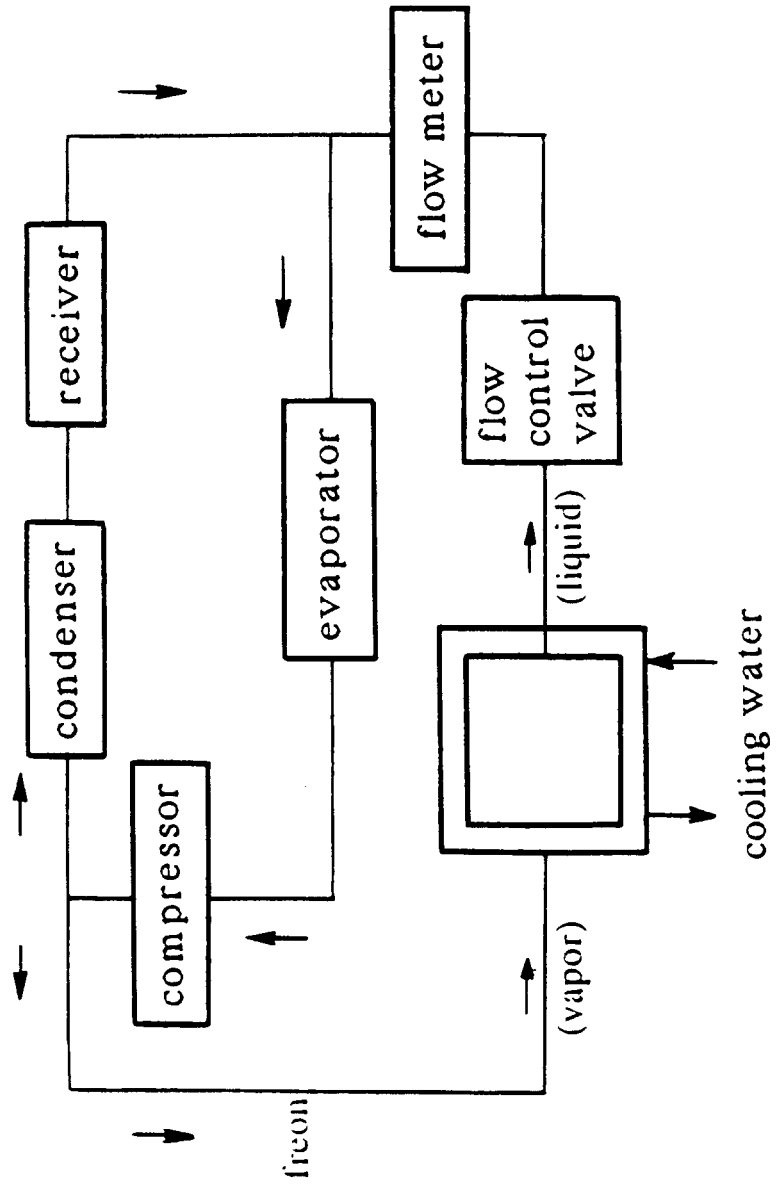 receiver
condenser
flow meter
evaporator
compressor
flow
control
valve
(liquid)
(vapor)
freon
cooling water